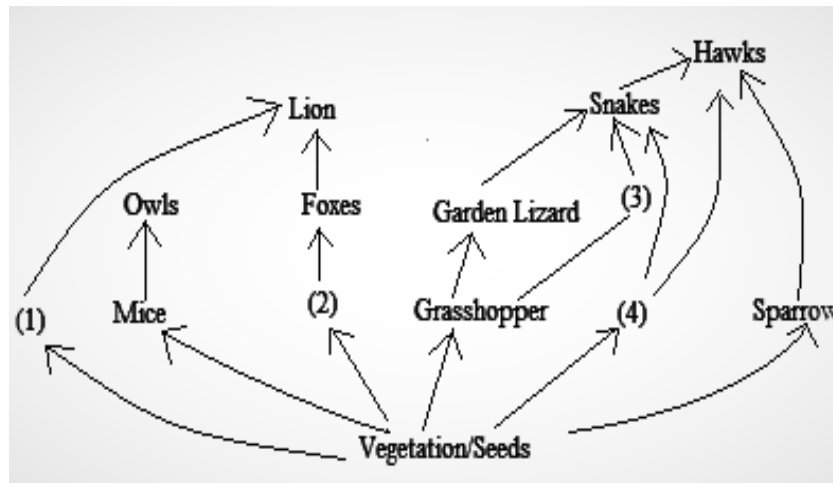 Hawks
Lion
Snakes
Owls
Foxes
Garden Lizard
(3)
(1)
Mice
(2)
Grasshopper
(4)
Sparrow
Vegetation/Seeds